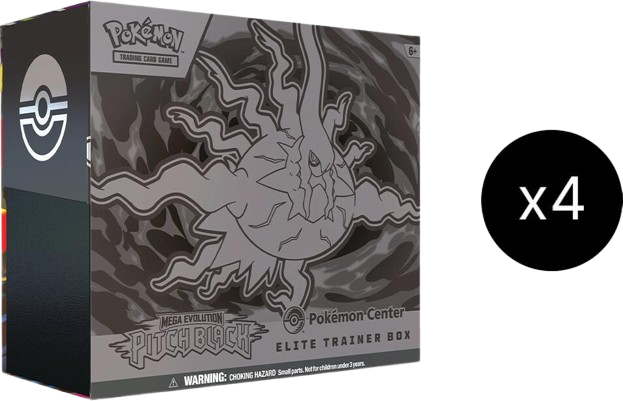 Pokémon
TRADING CARD GAME
6+
MEGA EVOLUTION
PITCH BLACK
Pokémon Center
ELITE TRAINER BOX
WARNING: CHOKING HAZARD Small parts. Not for children under 3 years.
x4